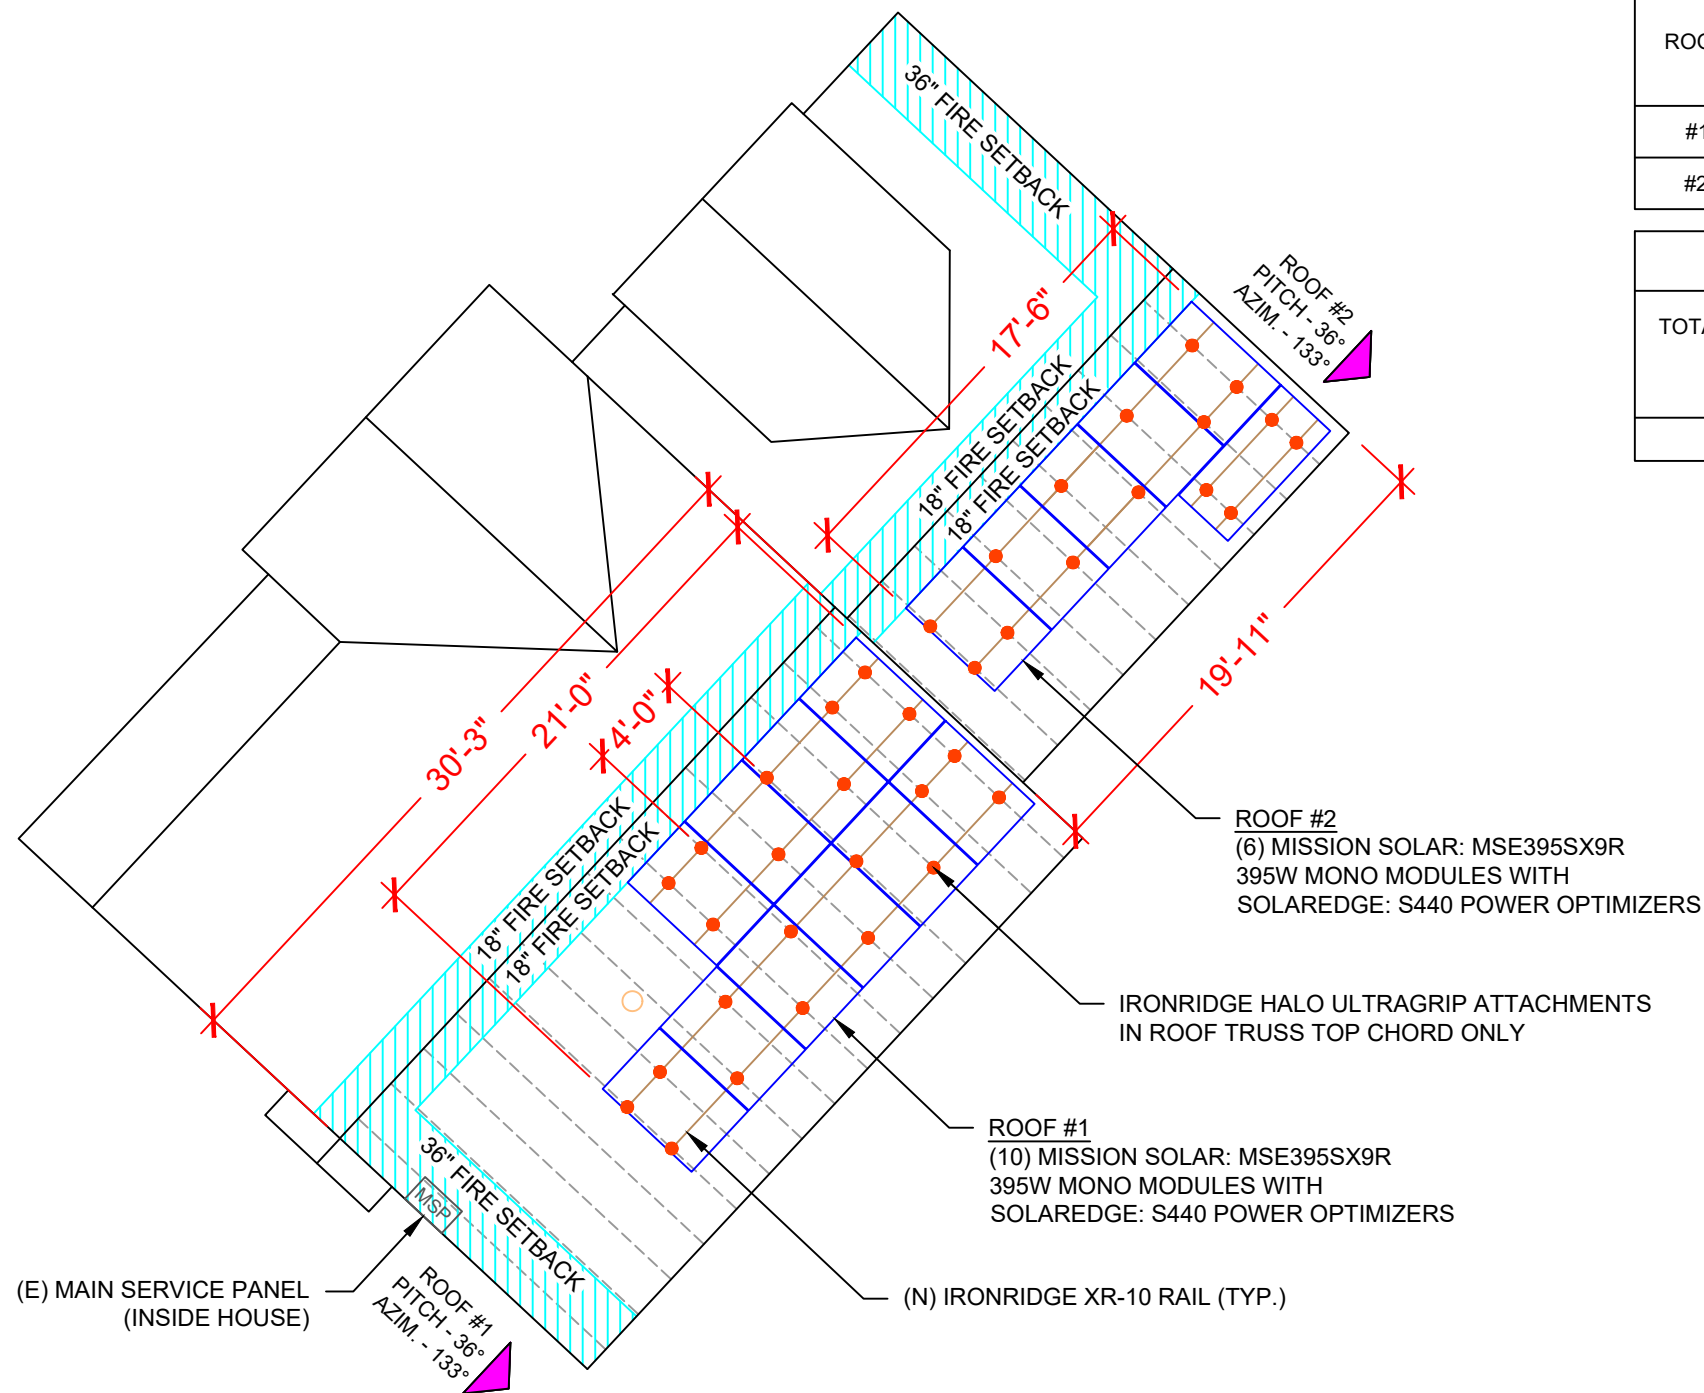 36" FIRE SETBACK
ROOF #2
PITCH - 36°
AZIM. - 133°
17'-6"
18" FIRE SETBACK
18" FIRE SETBACK
19'-11"
30'-3"
21'-0"
4'-0"
18" FIRE SETBACK
18" FIRE SETBACK
ROOF #2
(6) MISSION SOLAR: MSE395SX9R
395W MONO MODULES WITH
SOLAREDGE: S440 POWER OPTIMIZERS
IRONRIDGE HALO ULTRAGRIP ATTACHMENTS
IN ROOF TRUSS TOP CHORD ONLY
ROOF #1
(10) MISSION SOLAR: MSE395SX9R
395W MONO MODULES WITH
SOLAREDGE: S440 POWER OPTIMIZERS
(N) IRONRIDGE XR-10 RAIL (TYP.)
36" FIRE SETBACK
MSP
(E) MAIN SERVICE PANEL
(INSIDE HOUSE)
ROOF #1
PITCH - 36°
AZIM. - 133°
#1
#2